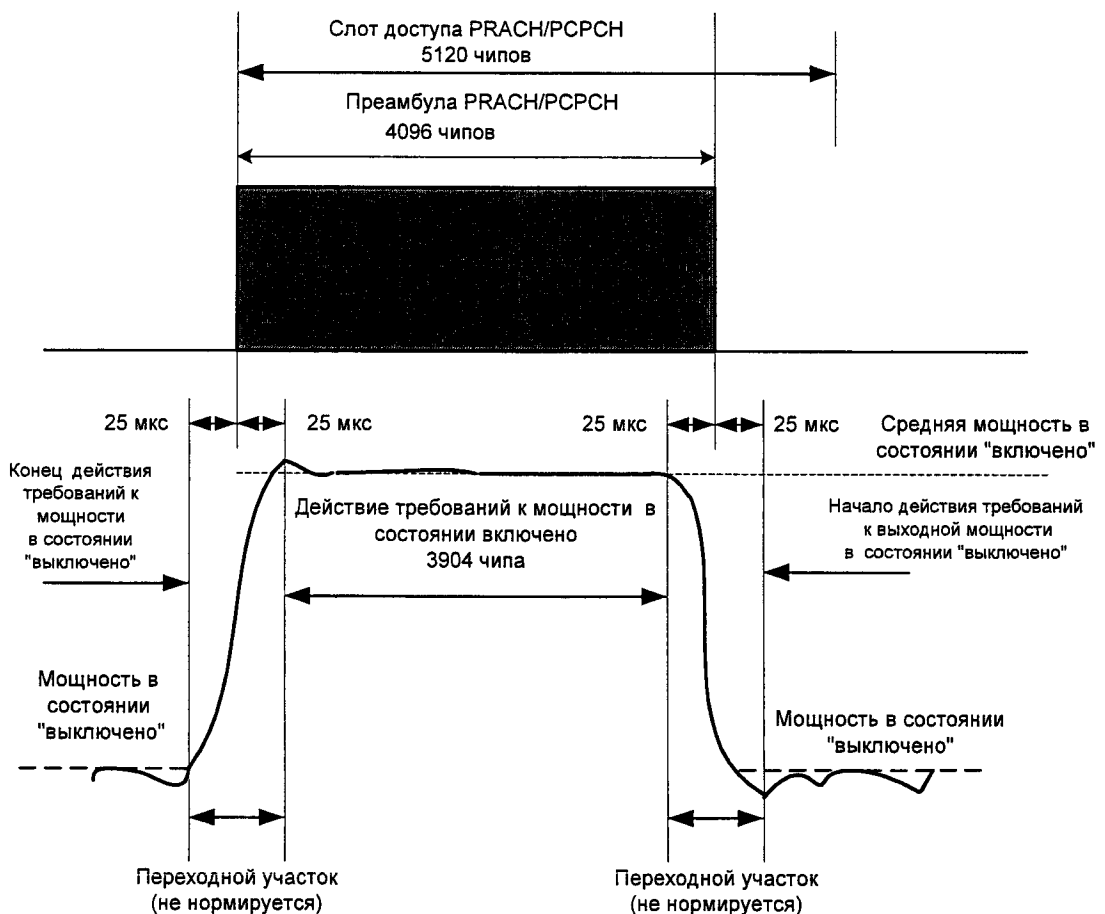 Слот доступа PRACH/PCPCH
5120 чипов
Преамбула PRACH/PCPCH
4096 чипов
25 мкс
25 мкс
25 мкс
25 мкс
Средняя мощность в
состоянии "включено"
Конец действия
требований к
мощности
в состоянии
"выключено"
Действие требований к мощности в
состоянии включено
3904 чипа
Начало действия требований
к выходной мощности
в состоянии "выключено"
Мощность в
состоянии
"выключено"
Мощность в состоянии
"выключено"
Переходной участок
(не нормируется)
Переходной участок
(не нормируется)